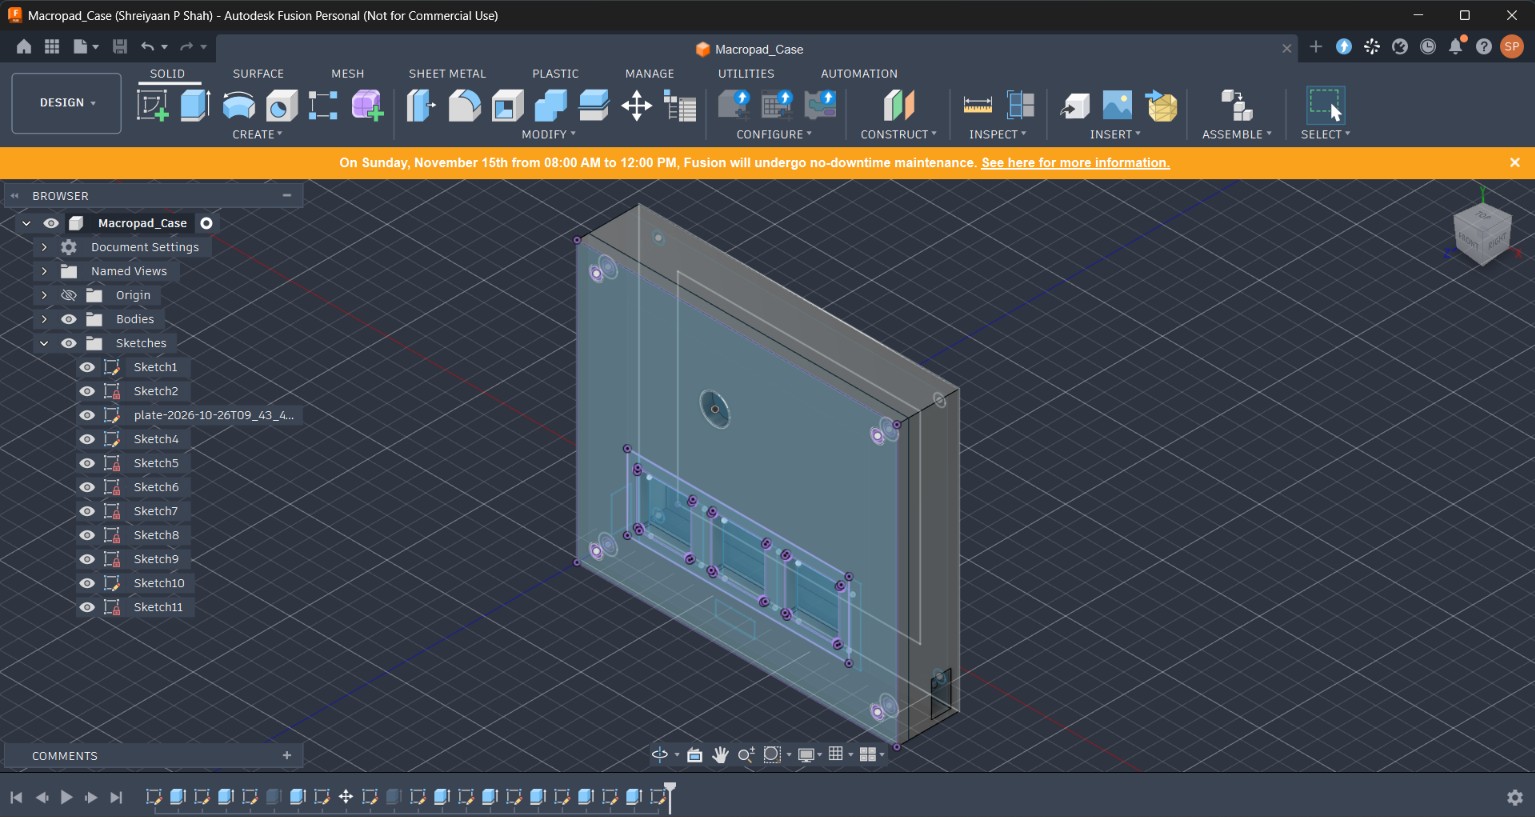 Macropad_Case (Shreiyaan P Shah) - Autodesk Fusion Personal (Not for Commercial Use)
Macropad_Case
SP
DESIGN
SOLID SURFACE MESH SHEET METAL PLASTIC MANAGE UTILITIES AUTOMATION
CREATE MODIFY CONFIGURE CONSTRUCT INSPECT INSERT ASSEMBLE SELECT
On Sunday, November 15th from 08:00 AM to 12:00 PM, Fusion will undergo no-downtime maintenance. See here for more information.
BROWSER
Macropad_Case
Document Settings
Named Views
Origin
Bodies
Sketches
Sketch1
Sketch2
plate-2026-10-26T09_43_4...
Sketch4
Sketch5
Sketch6
Sketch7
Sketch8
Sketch9
Sketch10
Sketch11
Y
TOP
FRONT
RIGHT
Z
X
COMMENTS